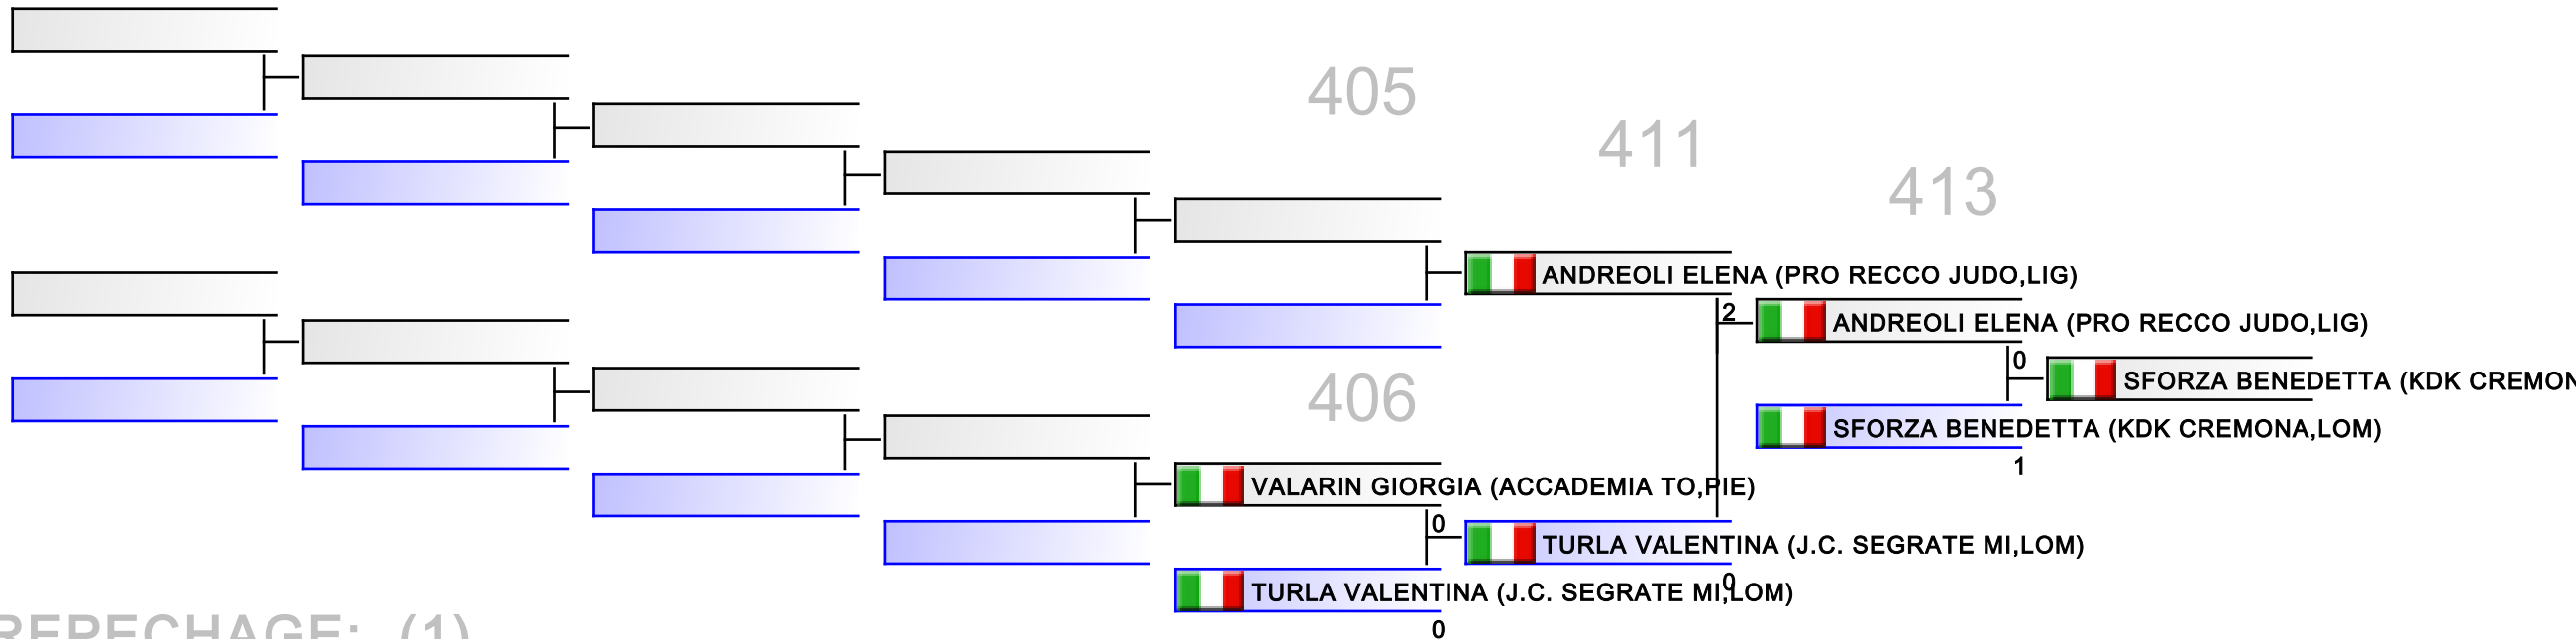 405
411
413
ANDREOLI ELENA (PRO RECCO JUDO,LIG)
2
ANDREOLI ELENA (PRO RECCO JUDO,LIG)
0
SFORZA BENEDETTA (KDK CREMON
406
SFORZA BENEDETTA (KDK CREMONA,LOM)
1
VALARIN GIORGIA (ACCADEMIA TO,PIE)
0
TURLA VALENTINA (J.C. SEGRATE MI,LOM)
0
TURLA VALENTINA (J.C. SEGRATE MI,LOM)
0
REPECHAGE: (1)